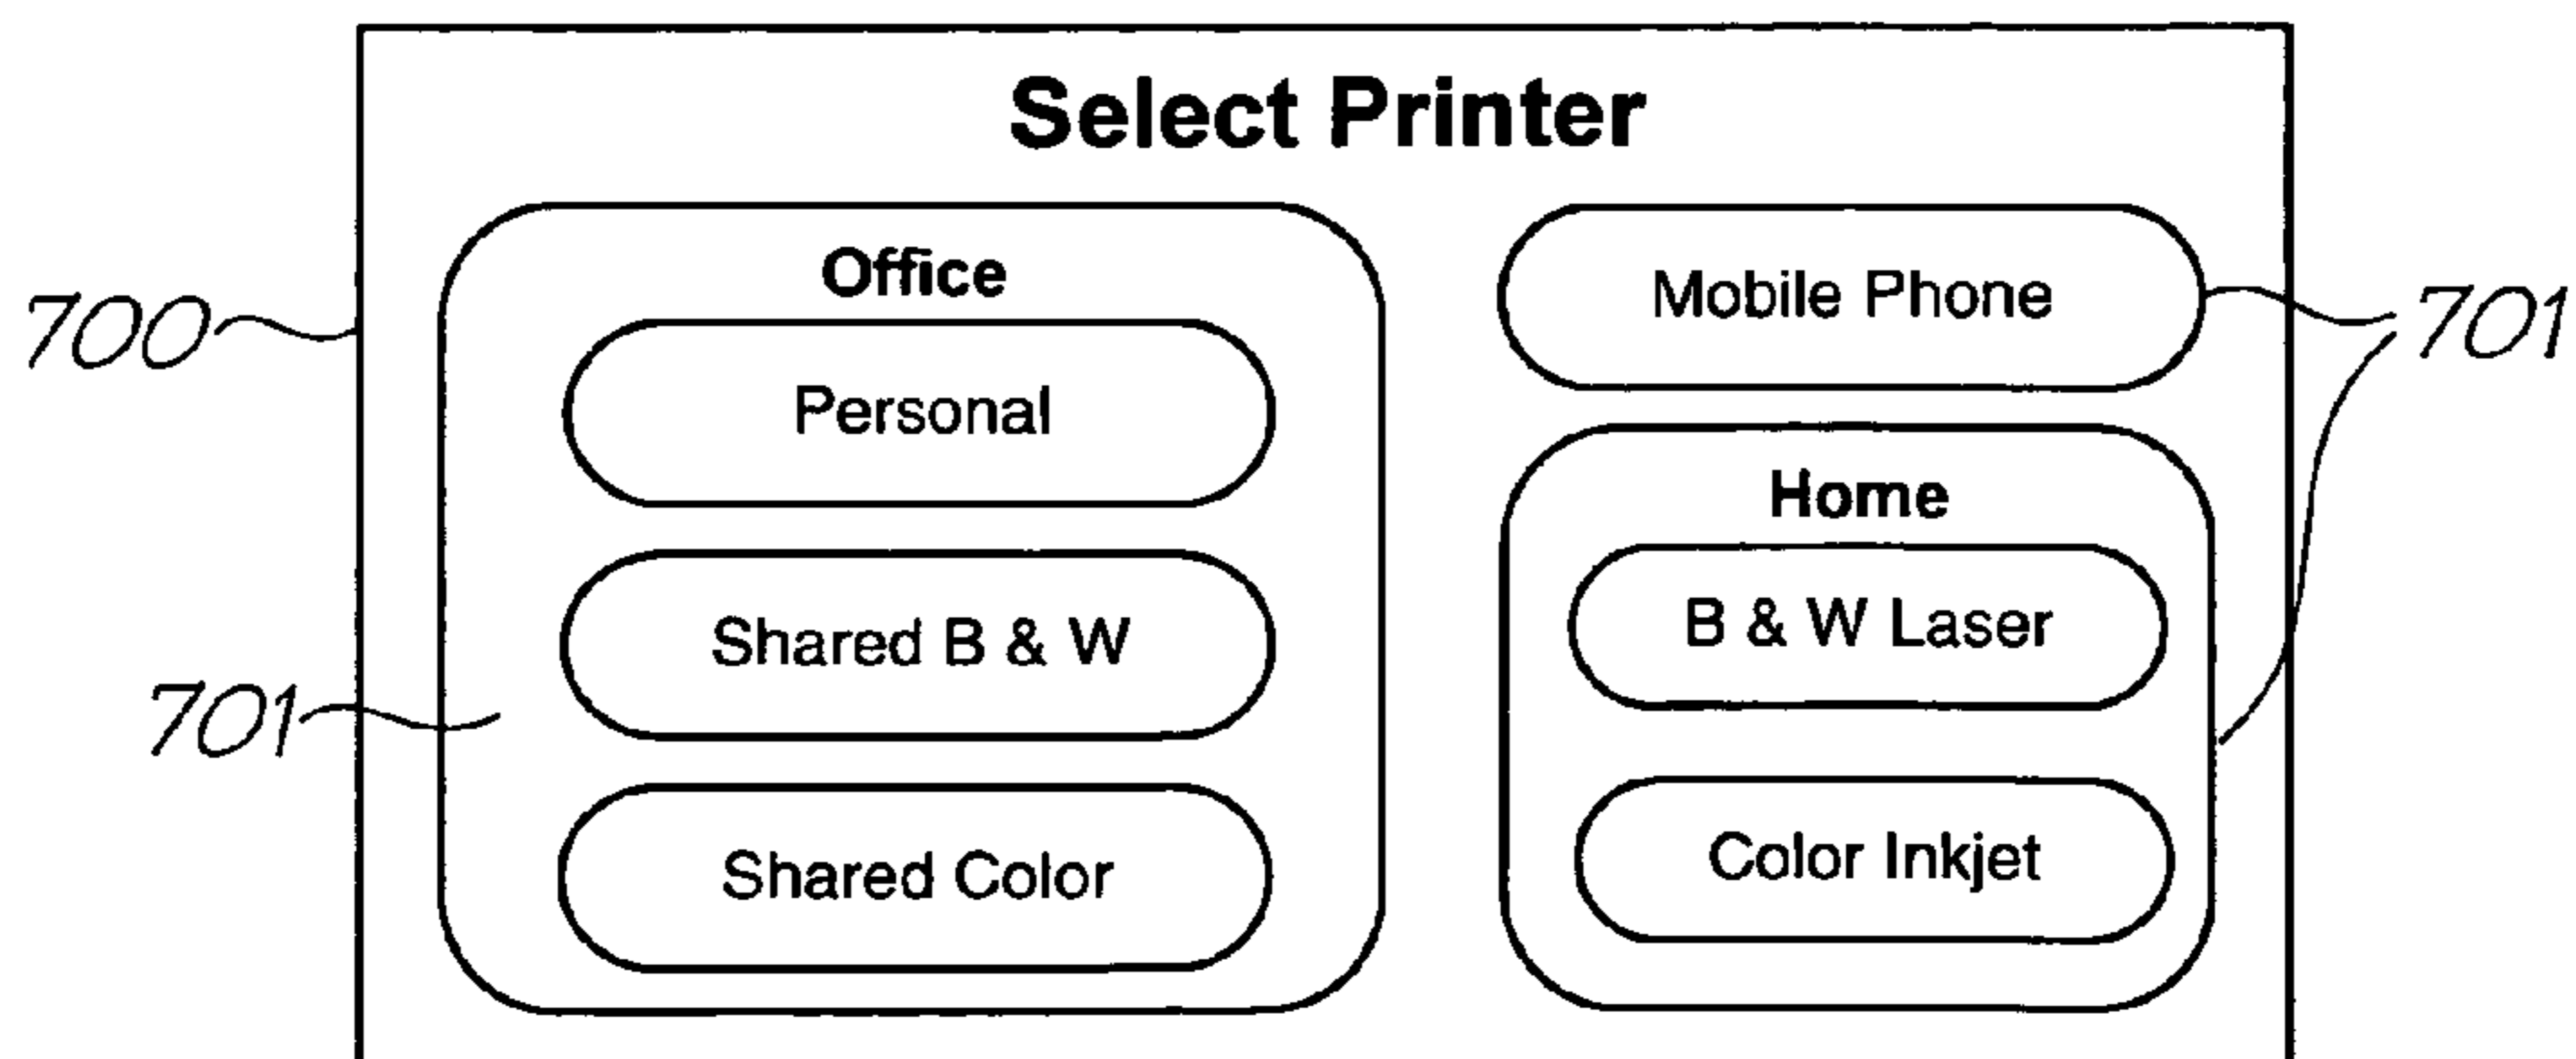 Select Printer
Office
Personal
Shared B & W
Shared Color
Mobile Phone
Home
B & W Laser
Color Inkjet
700
701
701